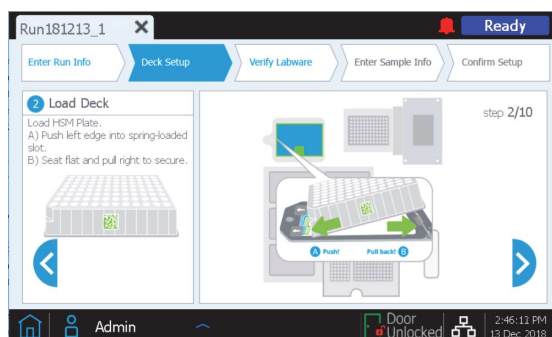 Run181213_1
Ready
Enter Run Info
Deck Setup
Verify Labware
Enter Sample Info
Confirm Setup
2 Load Deck
Load HSM Plate.
A) Push left edge into spring-loaded
slot.
B) Seat flat and pull right to secure.
step 2/10
A Push! Pull back! B
Admin
Door
Unlocked
2:46:12 PM
13 Dec 2018